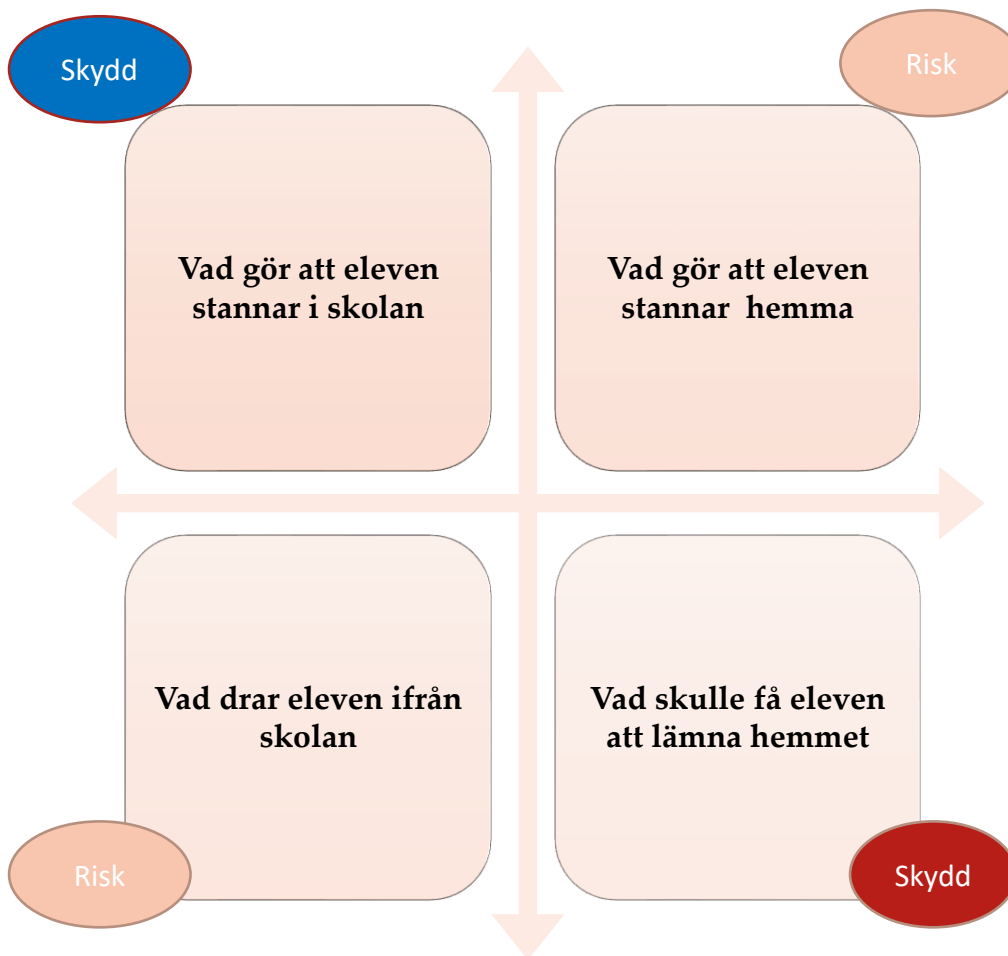 Skydd
Risk
Vad gör att eleven
stannar i skolan
Vad gör att eleven
stannar  hemma
Vad drar eleven ifrån
skolan
Vad skulle få eleven
att lämna hemmet
Risk
Skydd